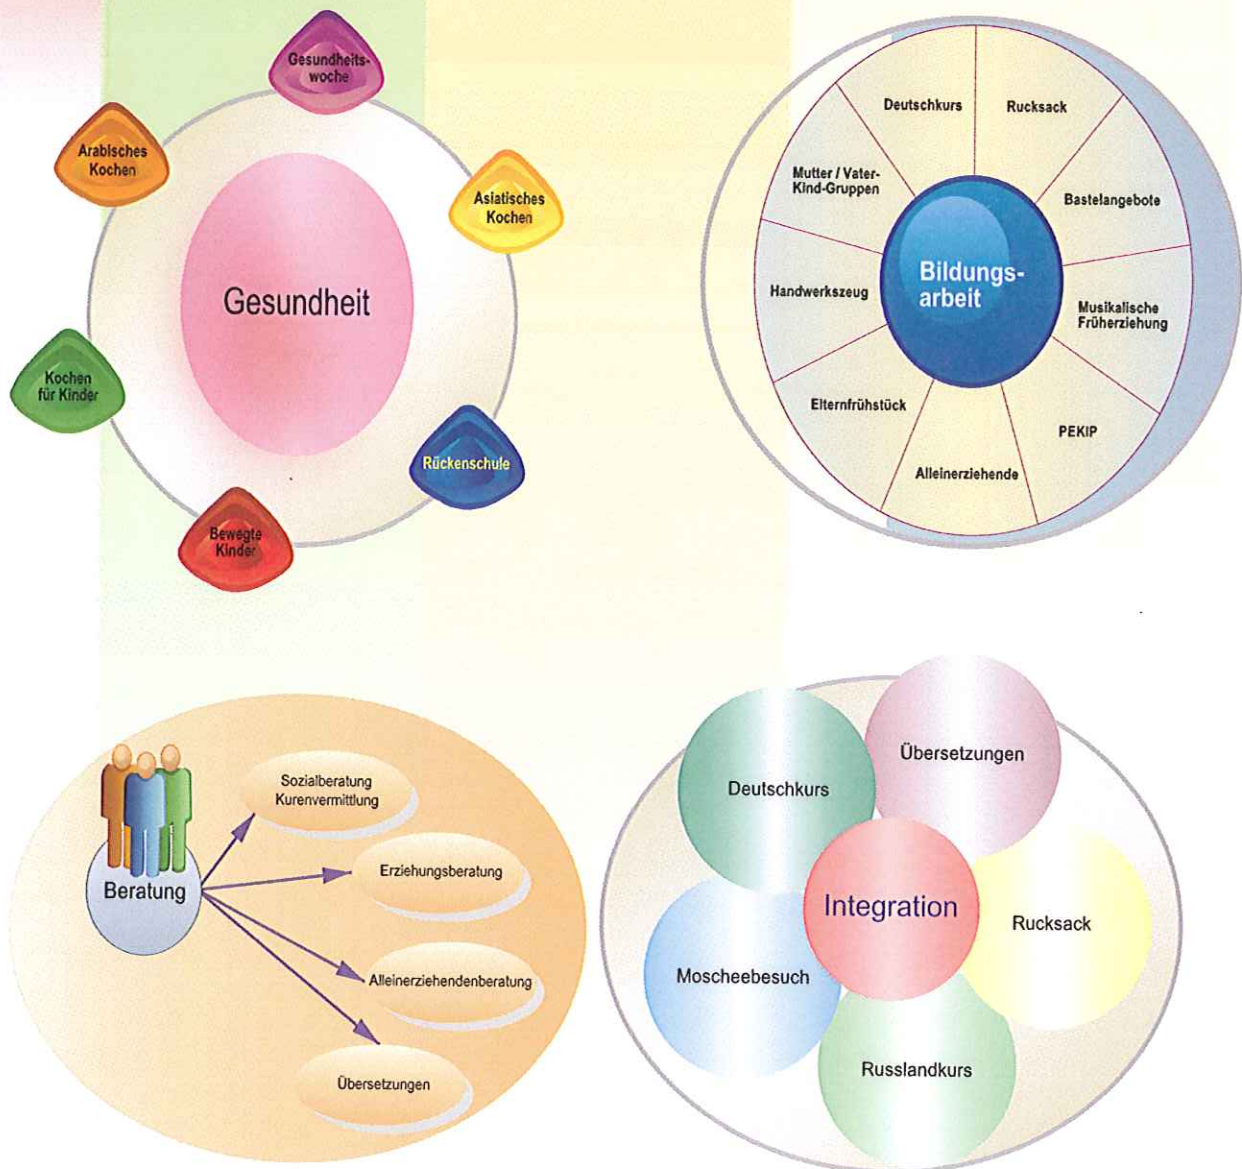 Gesundheits-
woche
Arabisches
Kochen
Asiatisches
Kochen
Gesundheit
Kochen
für Kinder
Rückenschule
Bewegte
Kinder
Deutschkurs
Rucksack
Mutter / Vater-
Kind-Gruppen
Bastelangebote
Bildungs-
arbeit
Handwerkszeug
Musikalische
Früherziehung
Elternfrühstück
PEKIP
Alleinerziehende
Beratung
Sozialberatung
Kurenvermittlung
Erziehungsberatung
Alleinerziehendenberatung
Übersetzungen
Deutschkurs
Übersetzungen
Integration
Rucksack
Moscheebesuch
Russlandkurs